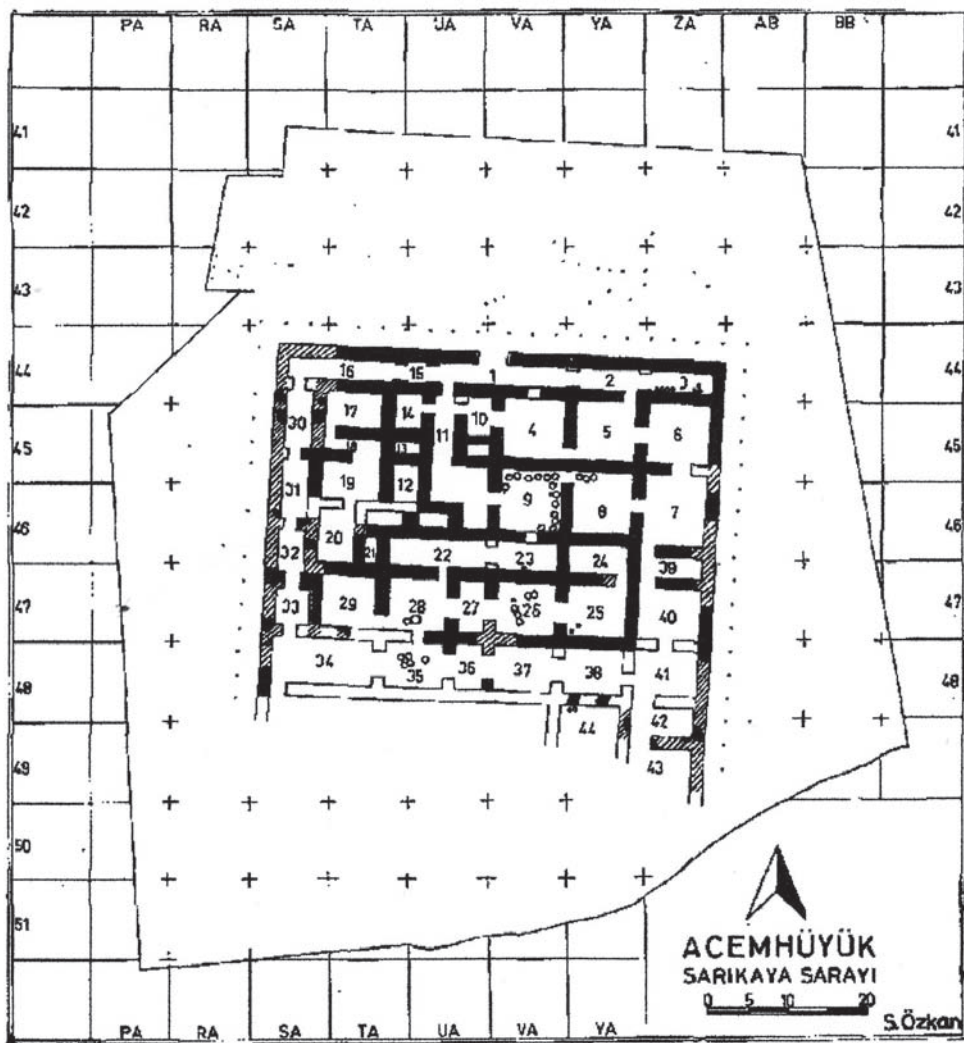 PA RA SA TA UA VA YA ZA AB BB
41 41
42 42
43 43
44 44
16 15 1 2 3
45 45
30 17 14 11 10 4 5 6
18 13
31 19 12 9 8 7
46 46
20
32 21 22 23 24 39
47 47
33 29 28 27 26 25 40
34 35 36 37 38 41
48 48
44 42
49 43
50
51
ACEMHÜYÜK
SARIKAYA SARAYI
0 5 10 20
S.Özkan
PA RA SA TA UA VA YA